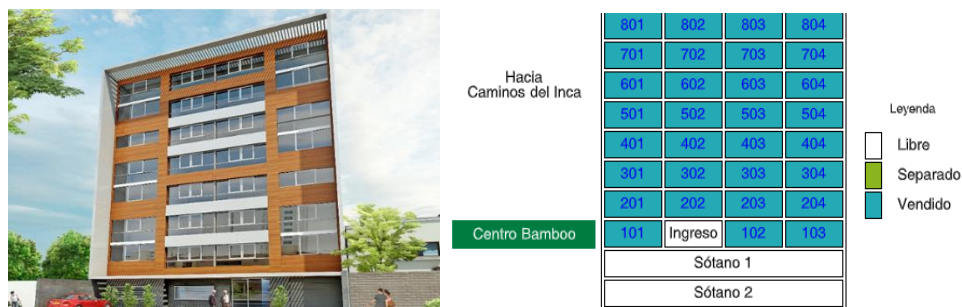 801 802 803 804
701 702 703 704
Hacia
Caminos del Inca
601 602 603 604
501 502 503 504
Leyenda
401 402 403 404
Libre
301 302 303 304
Separado
201 202 203 204
Vendido
Centro Bamboo
101 Ingreso 102 103
Sótano 1
Sótano 2